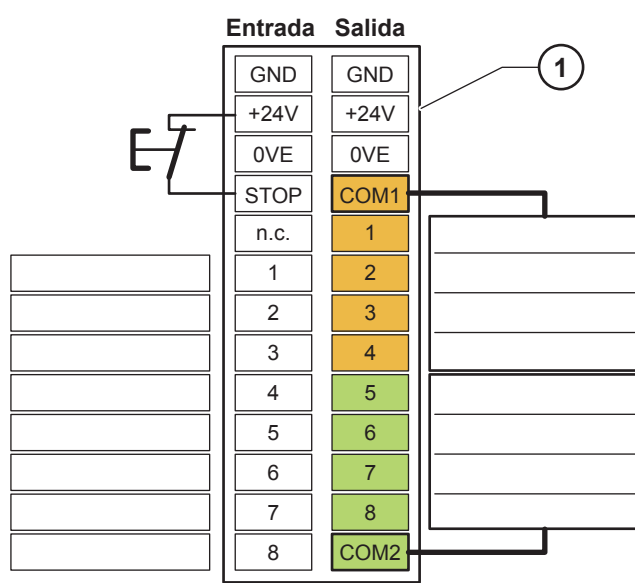 Entrada Salida
1
GND GND
+24V +24V
0VE 0VE
STOP COM1
n.c. 1
1 2
2 3
3 4
4 5
5 6
6 7
7 8
8 COM2